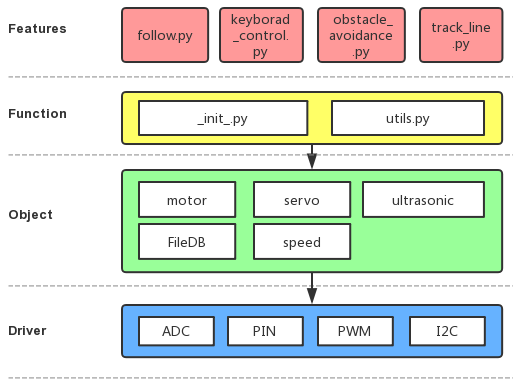 Features
follow.py
keyborad
_control.
py
obstacle_
avoidance
.py
track_line
.py
Function
_init_.py
utils.py
Object
motor
servo
ultrasonic
FileDB
speed
Driver
ADC
PIN
PWM
I2C